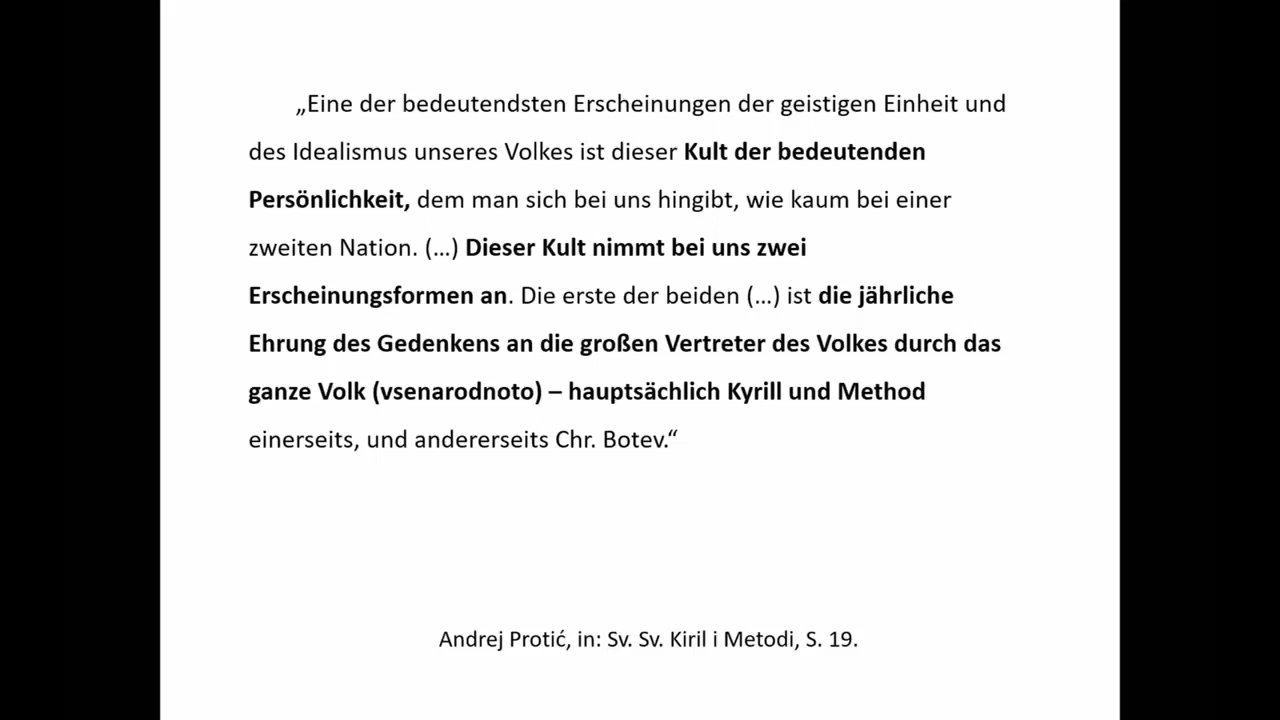 „Eine der bedeutendsten Erscheinungen der geistigen Einheit und
des Idealismus unseres Volkes ist dieser Kult der bedeutenden
Persönlichkeit, dem man sich bei uns hingibt, wie kaum bei einer
zweiten Nation. (…) Dieser Kult nimmt bei uns zwei
Erscheinungsformen an. Die erste der beiden (…) ist die jährliche
Ehrung des Gedenkens an die großen Vertreter des Volkes durch das
ganze Volk (vsenarodnoto) – hauptsächlich Kyrill und Method
einerseits, und andererseits Chr. Botev.“
Andrej Protić, in: Sv. Sv. Kiril i Metodi, S. 19.